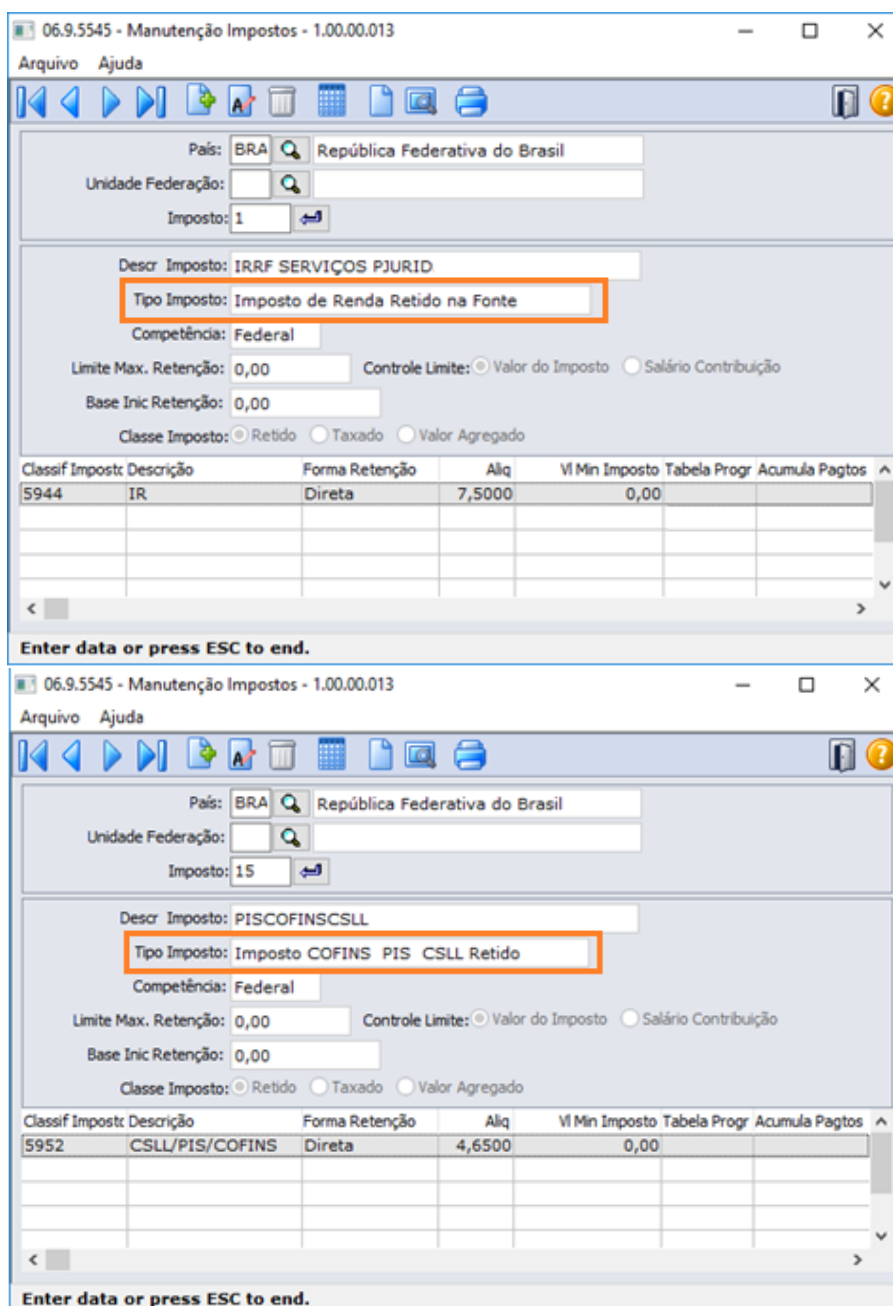 06.9.5545 - Manutenção Impostos - 1.00.00.013
Arquivo Ajuda
País: BRA República Federativa do Brasil
Unidade Federação:
Imposto: 1
Descr Imposto: IRRF SERVIÇOS PJURID
Tipo Imposto: Imposto de Renda Retido na Fonte
Competência: Federal
Limite Max. Retenção: 0,00 Controle Limite: Valor do Imposto Salário Contribuição
Base Inic Retenção: 0,00
Classe Imposto: Retido Taxado Valor Agregado
Classif Imposto Descrição Forma Retenção Aliq Vl Min Imposto Tabela Progr Acumula Pagtos
5944 IR Direta 7,5000 0,00
Enter data or press ESC to end.
06.9.5545 - Manutenção Impostos - 1.00.00.013
Arquivo Ajuda
País: BRA República Federativa do Brasil
Unidade Federação:
Imposto: 15
Descr Imposto: PISCOFINSCSLL
Tipo Imposto: Imposto COFINS PIS CSLL Retido
Competência: Federal
Limite Max. Retenção: 0,00 Controle Limite: Valor do Imposto Salário Contribuição
Base Inic Retenção: 0,00
Classe Imposto: Retido Taxado Valor Agregado
Classif Imposto Descrição Forma Retenção Aliq Vl Min Imposto Tabela Progr Acumula Pagtos
5952 CSLL/PIS/COFINS Direta 4,6500 0,00
Enter data or press ESC to end.